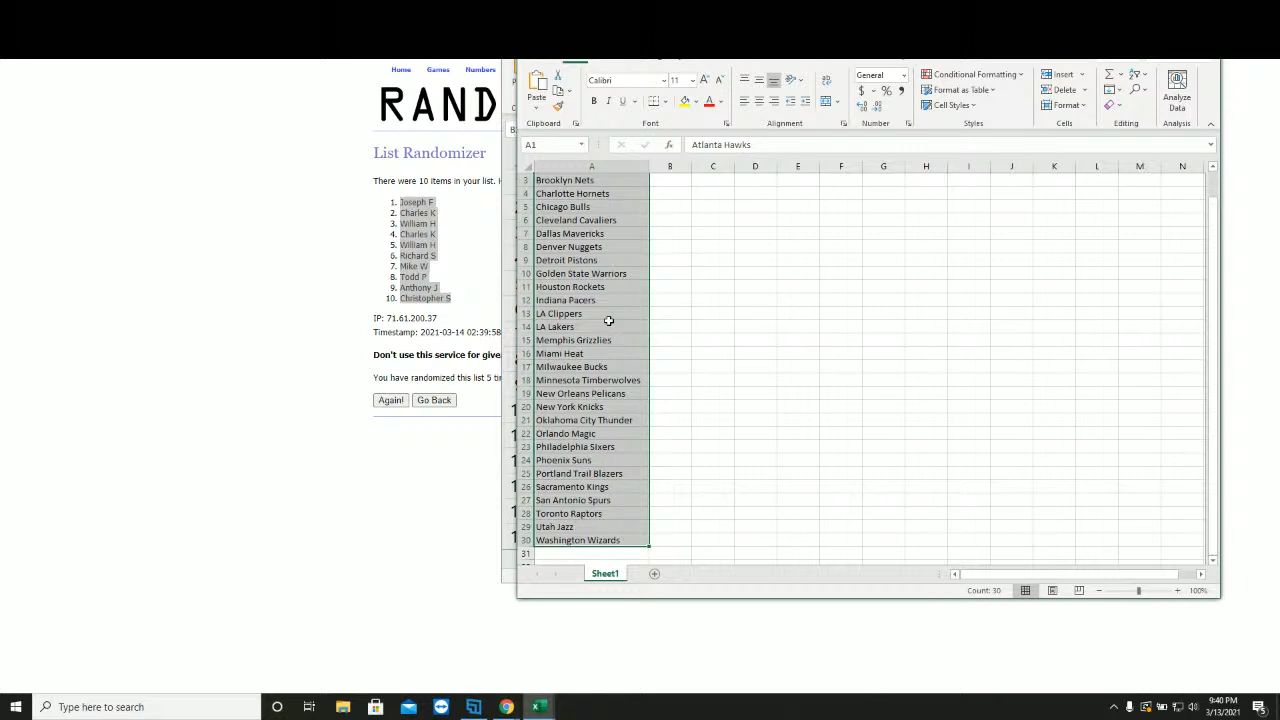 Home Games Numbers
RAND
List Randomizer
There were 10 items in your list.
1. Joseph F
2. Charles K
3. William H
4. Charles K
5. William H
6. Richard S
7. Mike W
8. Todd P
9. Anthony J
10. Christopher S
IP: 71.61.200.37
Timestamp: 2021-03-14 02:39:58
Don't use this service for give
You have randomized this list 5
Again! Go Back
Paste
Calibri 11
General
Conditional Formatting
Format as Table
Cell Styles
Insert
Delete
Format
Analyze
Data
Clipboard Font Alignment Number Styles Cells Editing Analysis
A1 fx Atlanta Hawks
A B C D E F G H I J K L M N
3 Brooklyn Nets
4 Charlotte Hornets
5 Chicago Bulls
6 Cleveland Cavaliers
7 Dallas Mavericks
8 Denver Nuggets
9 Detroit Pistons
10 Golden State Warriors
11 Houston Rockets
12 Indiana Pacers
13 LA Clippers
14 LA Lakers
15 Memphis Grizzlies
16 Miami Heat
17 Milwaukee Bucks
18 Minnesota Timberwolves
19 New Orleans Pelicans
20 New York Knicks
21 Oklahoma City Thunder
22 Orlando Magic
23 Philadelphia Sixers
24 Phoenix Suns
25 Portland Trail Blazers
26 Sacramento Kings
27 San Antonio Spurs
28 Toronto Raptors
29 Utah Jazz
30 Washington Wizards
31
Sheet1
Count: 30 100%
Type here to search
9:40 PM
3/13/2021